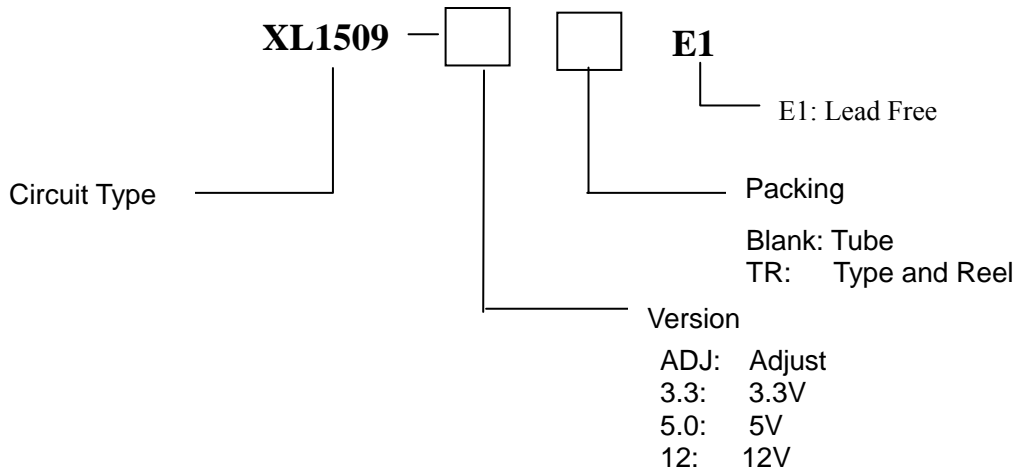 XL1509 — E1
E1: Lead Free
Circuit Type
Packing
Blank: Tube
TR: Type and Reel
Version
ADJ: Adjust
3.3: 3.3V
5.0: 5V
12: 12V